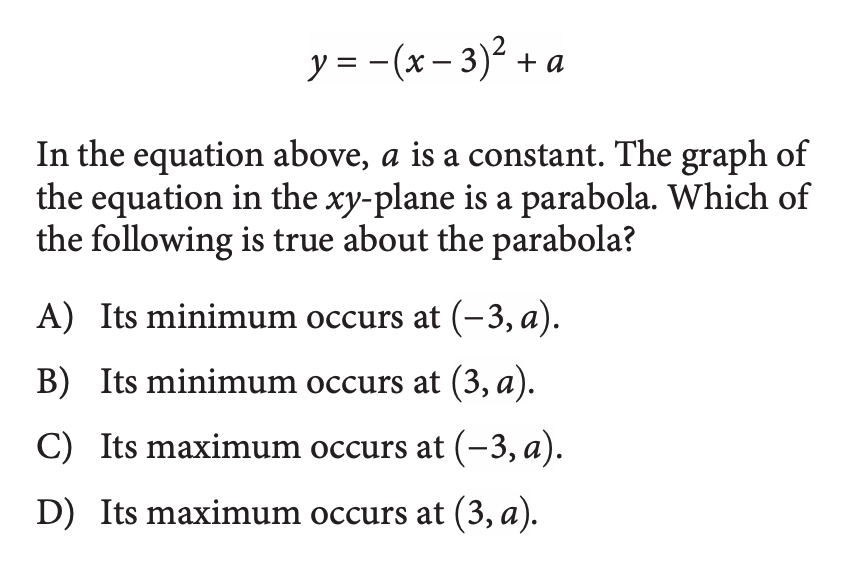 y = −(x − 3)² + a
In the equation above, a is a constant. The graph of
the equation in the xy-plane is a parabola. Which of
the following is true about the parabola?
A) Its minimum occurs at (−3, a).
B) Its minimum occurs at (3, a).
C) Its maximum occurs at (−3, a).
D) Its maximum occurs at (3, a).